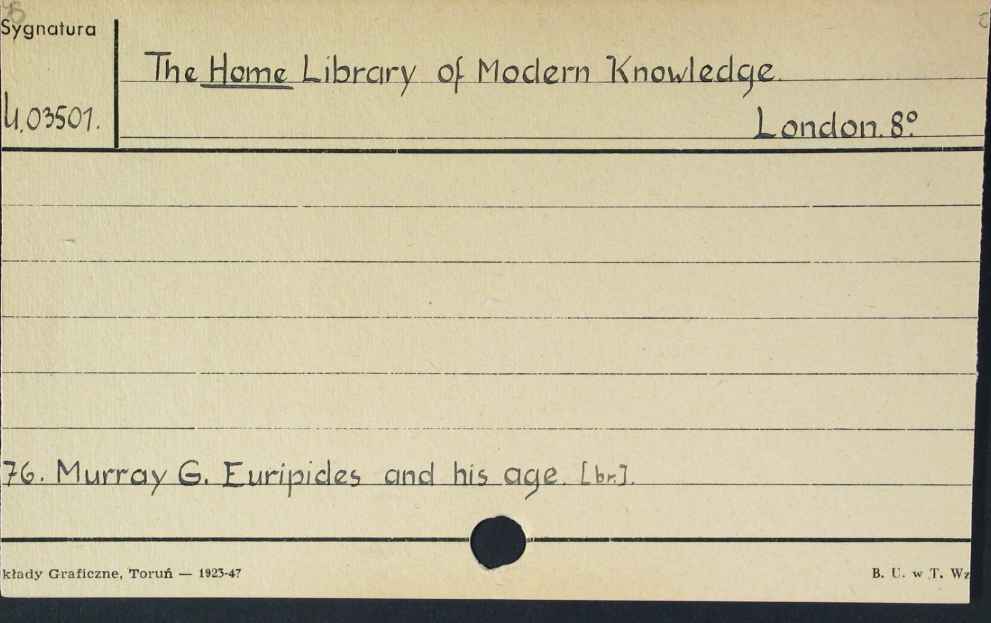 Sygnatura
The Home Library of Modern Knowledge.
U.03501.
London. 8º.
76. Murray G. Euripides and his age. [br.].
kłady Graficzne, Toruń — 1923-47
B. U. w T. Wz